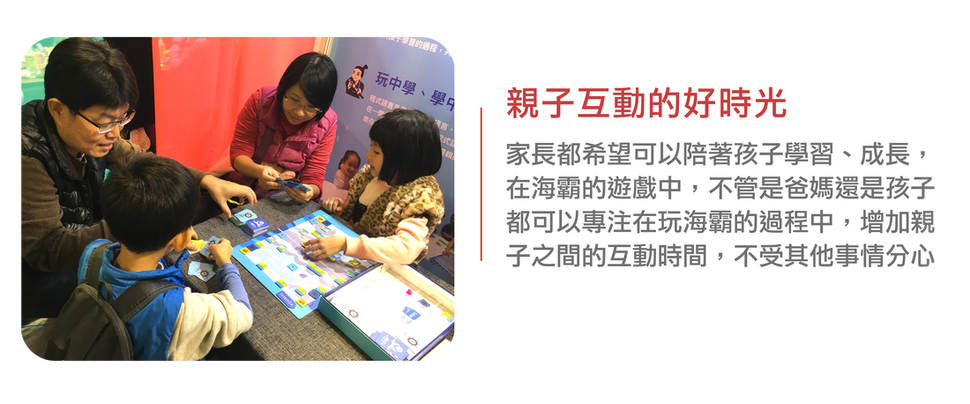 玩中學、學中
親子互動的好時光
家長都希望可以陪著孩子學習、成長，
在海霸的遊戲中，不管是爸媽還是孩子
都可以專注在玩海霸的過程中，增加親
子之間的互動時間，不受其他事情分心